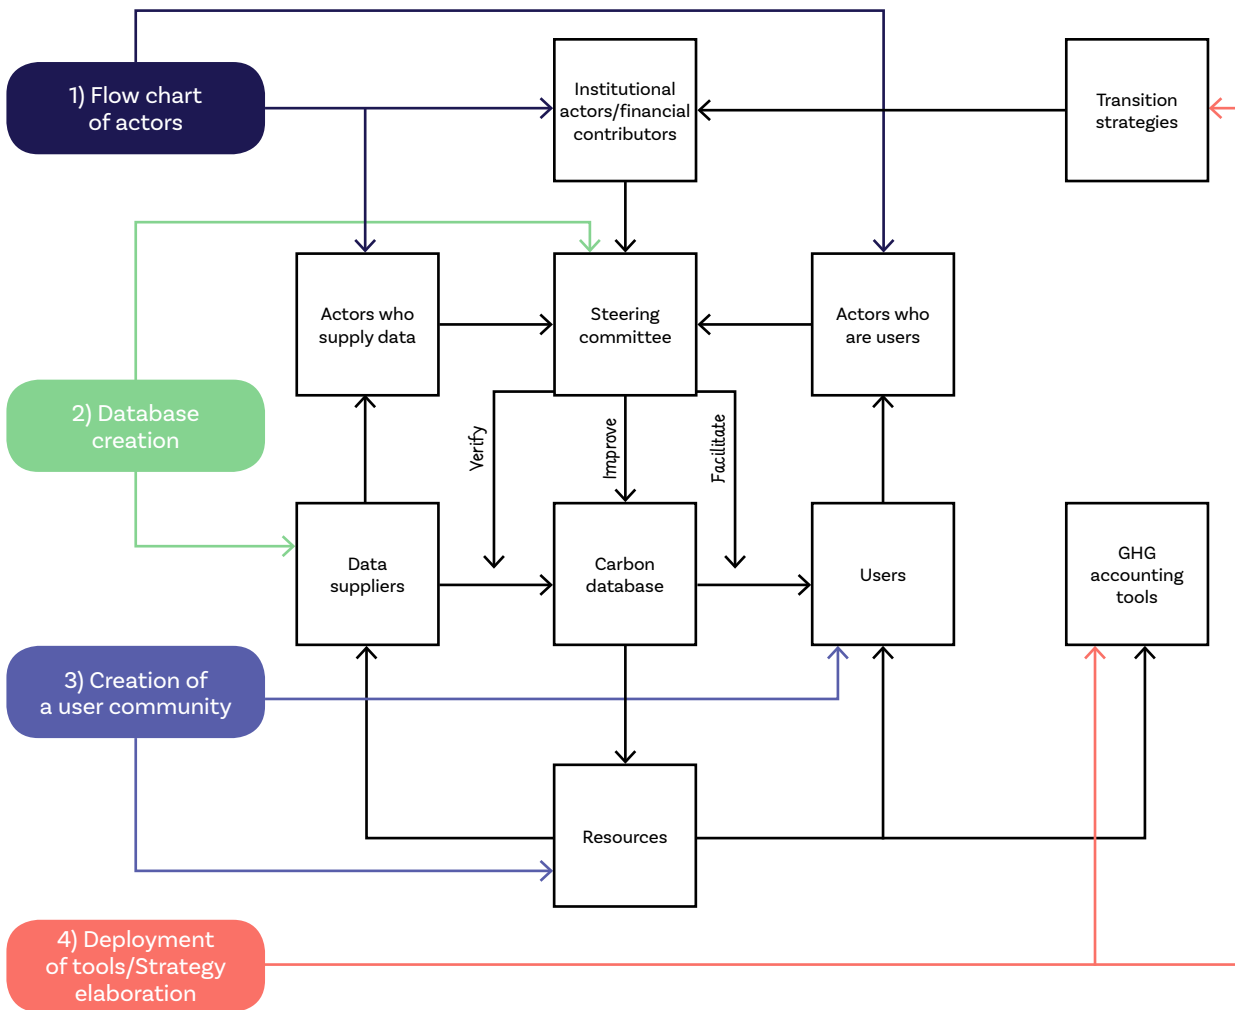 1) Flow chart
of actors
Institutional
actors/financial
contributors
Transition
strategies
Actors who
supply data
Steering
committee
Actors who
are users
2) Database
creation
Verify
Improve
Facilitate
Data
suppliers
Carbon
database
Users
GHG
accounting
tools
3) Creation of
a user community
Resources
4) Deployment
of tools/Strategy
elaboration